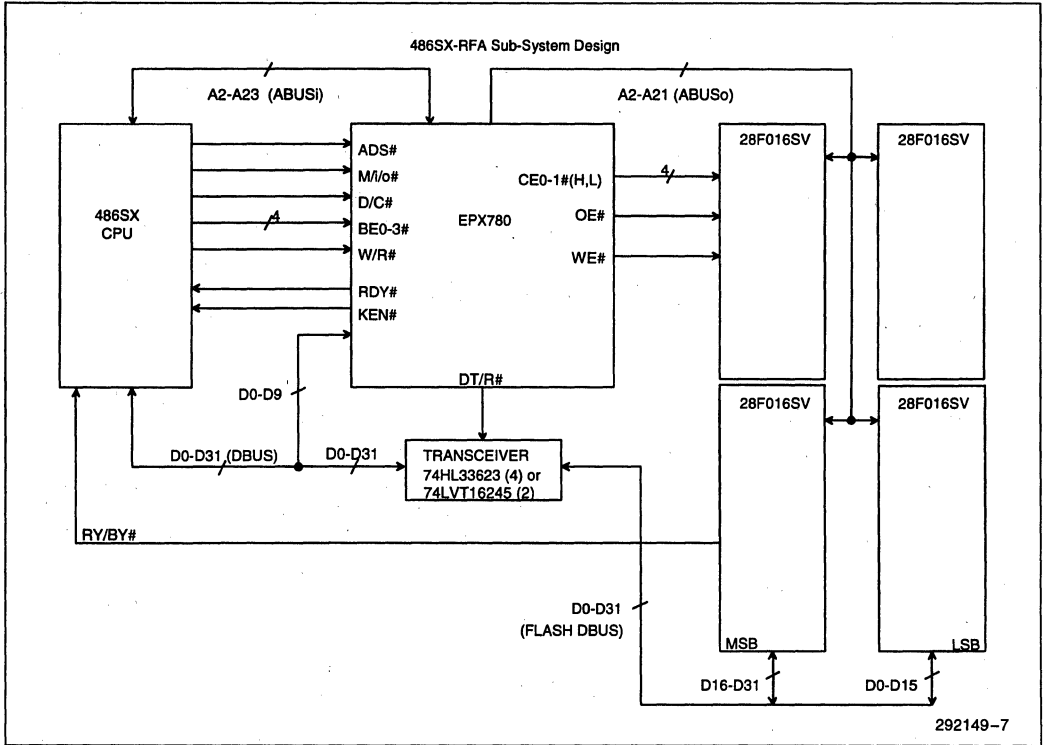 486SX-RFA Sub-System Design
A2-A23 (ABUSi)
A2-A21 (ABUSo)
486SX
CPU
ADS#
M/i/o#
D/C#
4
BE0-3#
W/R#
RDY#
KEN#
EPX780
CE0-1#(H,L)
4
OE#
WE#
DT/R#
28F016SV
28F016SV
28F016SV
28F016SV
D0-D9
D0-D31 (DBUS)
D0-D31
TRANSCEIVER
74HL33623 (4) or
74LVT16245 (2)
RY/BY#
D0-D31
(FLASH DBUS)
MSB
LSB
D16-D31
D0-D15
292149-7